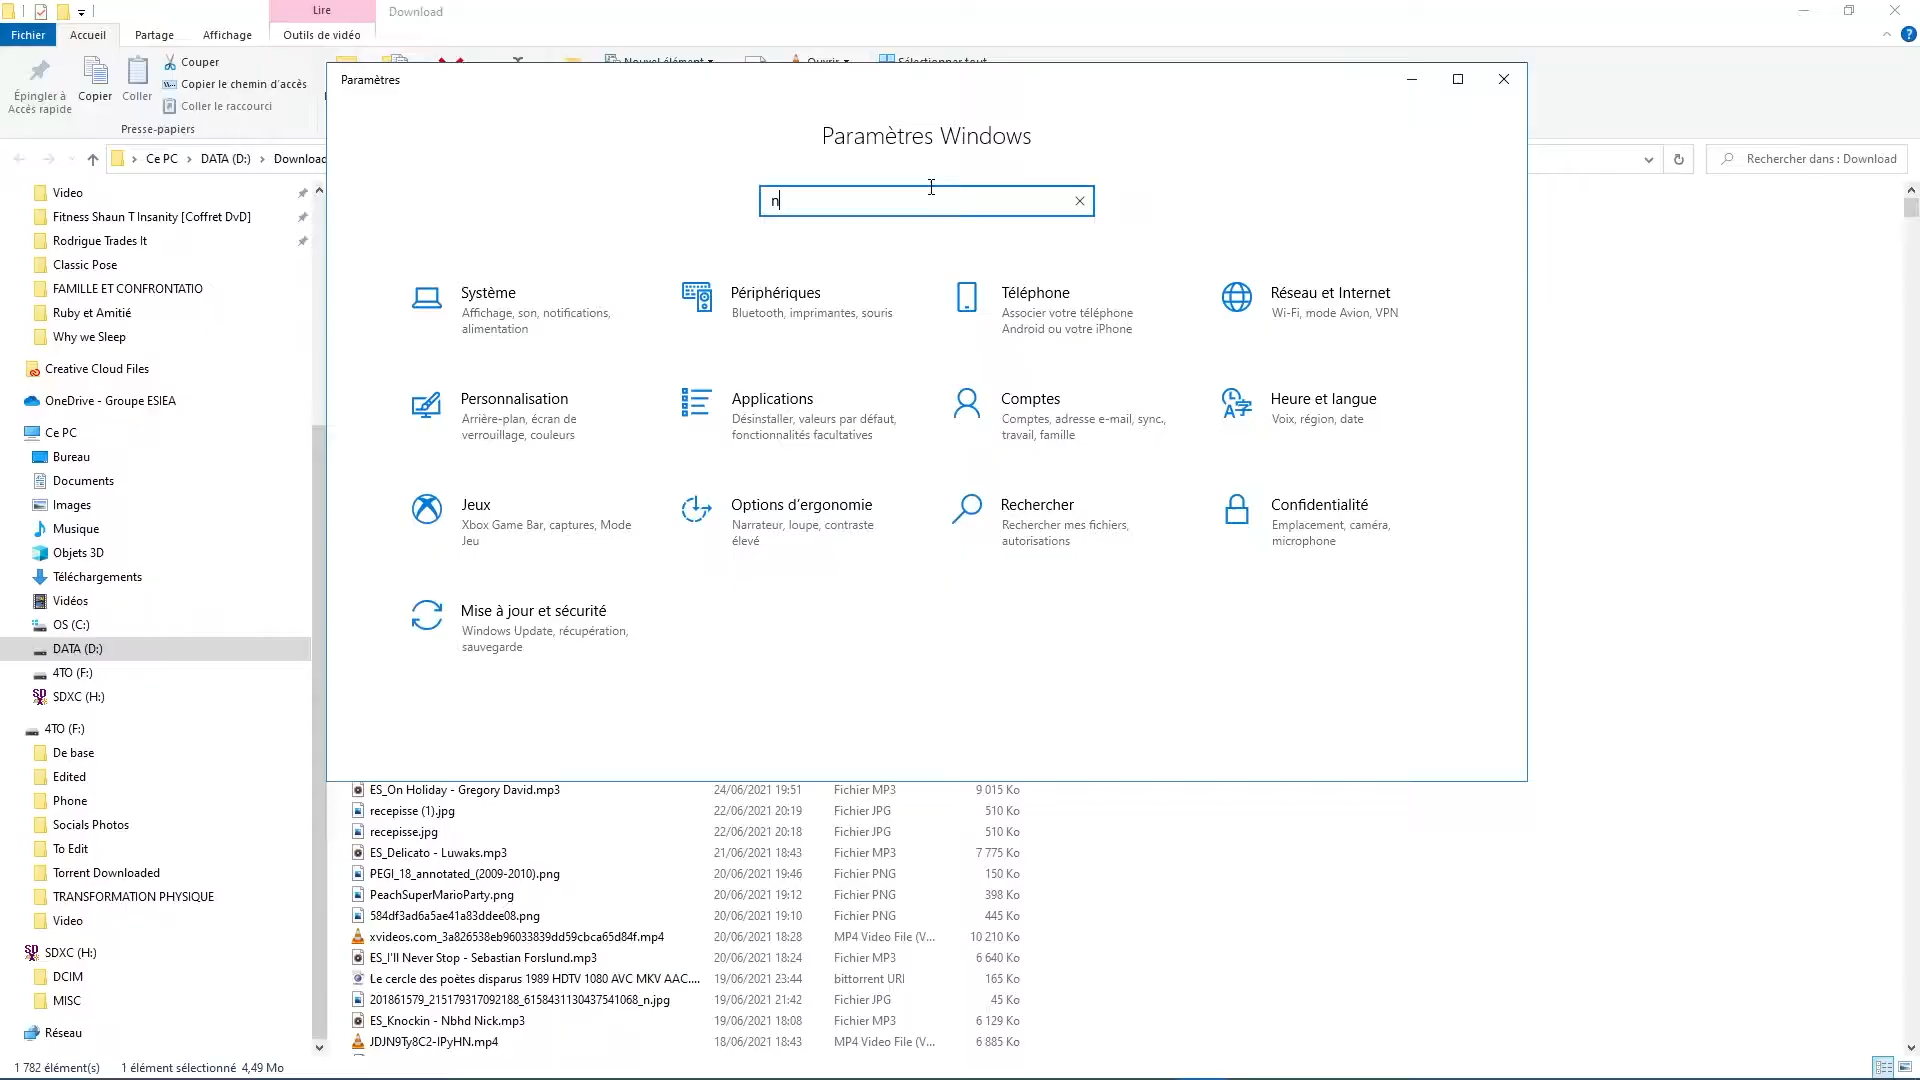 Lire
Download
Fichier
Accueil
Partage
Affichage
Outils de vidéo
Épingler à
Accès rapide
Copier
Coller
Couper
Copier le chemin d'accès
Coller le raccourci
Presse-papiers
Nouvel élément
Ouvrir
Sélectionner tout
Ce PC
DATA (D:)
Download
Rechercher dans : Download
Video
Fitness Shaun T Insanity [Coffret DvD]
Rodrigue Trades It
Classic Pose
FAMILLE ET CONFRONTATIO
Ruby et Amitié
Why we Sleep
Creative Cloud Files
OneDrive - Groupe ESIEA
Ce PC
Bureau
Documents
Images
Musique
Objets 3D
Téléchargements
Vidéos
OS (C:)
DATA (D:)
4TO (F:)
SDXC (H:)
4TO (F:)
De base
Edited
Phone
Socials Photos
To Edit
Torrent Downloaded
TRANSFORMATION PHYSIQUE
Video
SDXC (H:)
DCIM
MISC
Réseau
Paramètres
Paramètres Windows
n
Système
Affichage, son, notifications,
alimentation
Périphériques
Bluetooth, imprimantes, souris
Téléphone
Associer votre téléphone
Android ou votre iPhone
Réseau et Internet
Wi-Fi, mode Avion, VPN
Personnalisation
Arrière-plan, écran de
verrouillage, couleurs
Applications
Désinstaller, valeurs par défaut,
fonctionnalités facultatives
Comptes
Comptes, adresse e-mail, sync.,
travail, famille
Heure et langue
Voix, région, date
Jeux
Xbox Game Bar, captures, Mode
Jeu
Options d'ergonomie
Narrateur, loupe, contraste
élevé
Rechercher
Rechercher mes fichiers,
autorisations
Confidentialité
Emplacement, caméra,
microphone
Mise à jour et sécurité
Windows Update, récupération,
sauvegarde
ES_On Holiday - Gregory David.mp3 24/06/2021 19:51 Fichier MP3 9 015 Ko
recepisse (1).jpg 22/06/2021 20:19 Fichier JPG 510 Ko
recepisse.jpg 22/06/2021 20:18 Fichier JPG 510 Ko
ES_Delicato - Luwaks.mp3 21/06/2021 18:43 Fichier MP3 7 775 Ko
PEGI_18_annotated_(2009-2010).png 20/06/2021 19:46 Fichier PNG 150 Ko
PeachSuperMarioParty.png 20/06/2021 19:12 Fichier PNG 398 Ko
584df3ad6a5ae41a83ddee08.png 20/06/2021 19:10 Fichier PNG 445 Ko
xvideos.com_3a826538eb96033839dd59cbca65d84f.mp4 20/06/2021 18:28 MP4 Video File (V... 10 210 Ko
ES_I'll Never Stop - Sebastian Forslund.mp3 20/06/2021 18:24 Fichier MP3 6 640 Ko
Le cercle des poètes disparus 1989 HDTV 1080 AVC MKV AAC.... 19/06/2021 23:44 bittorrent URI 165 Ko
201861579_215179317092188_6158431130437541068_n.jpg 19/06/2021 21:42 Fichier JPG 45 Ko
ES_Knockin - Nbhd Nick.mp3 19/06/2021 18:08 Fichier MP3 6 129 Ko
JDJN9Ty8C2-IPyHN.mp4 18/06/2021 18:43 MP4 Video File (V... 6 885 Ko
1 782 élément(s)
1 élément sélectionné 4,49 Mo